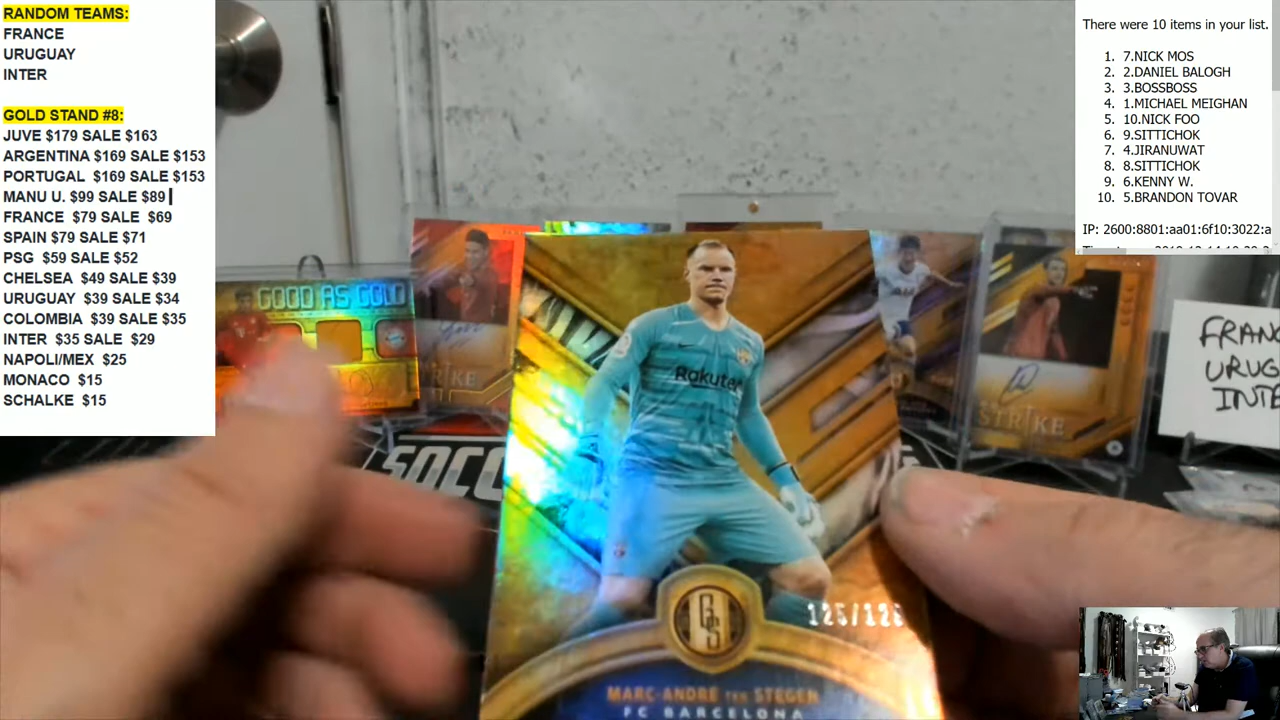 RANDOM TEAMS:
FRANCE
URUGUAY
INTER
GOLD STAND #8:
JUVE $179 SALE $163
ARGENTINA $169 SALE $153
PORTUGAL $169 SALE $153
MANU U. $99 SALE $89
FRANCE $79 SALE $69
SPAIN $79 SALE $71
PSG $59 SALE $52
CHELSEA $49 SALE $39
URUGUAY $39 SALE $34
COLOMBIA $39 SALE $35
INTER $35 SALE $29
NAPOLI/MEX $25
MONACO $15
SCHALKE $15
There were 10 items in your list.
1. 7.NICK MOS
2. 2.DANIEL BALOGH
3. 3.BOSSBOSS
4. 1.MICHAEL MEIGHAN
5. 10.NICK FOO
6. 9.SITTICHOK
7. 4.JIRANUWAT
8. 8.SITTICHOK
9. 6.KENNY W.
10. 5.BRANDON TOVAR
IP: 2600:8801:aa01:6f10:3022:a
GOOD AS GOLD
STRIKE
SOCC
Rakuten
GS
125/128
MARC-ANDRÉ TER STEGEN
FC BARCELONA
FRANC
URUG
INTE